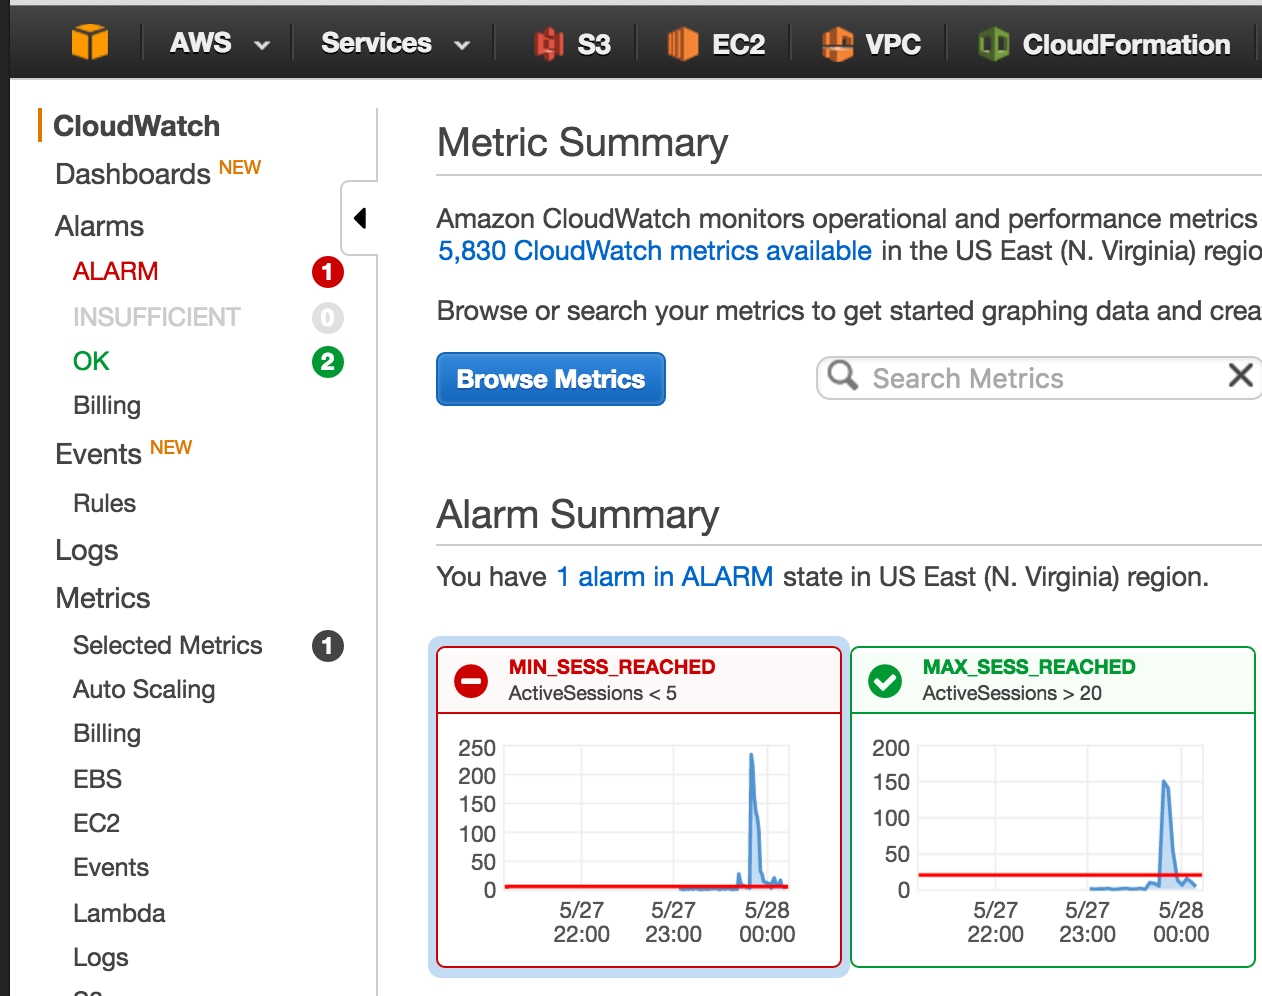 AWS Services S3 EC2 VPC CloudFormation
CloudWatch
Dashboards NEW
Alarms
ALARM 1
INSUFFICIENT 0
OK 2
Billing
Events NEW
Rules
Logs
Metrics
Selected Metrics 1
Auto Scaling
Billing
EBS
EC2
Events
Lambda
Logs
Metric Summary
Amazon CloudWatch monitors operational and performance metrics
5,830 CloudWatch metrics available in the US East (N. Virginia) regio
Browse or search your metrics to get started graphing data and crea
Browse Metrics
Search Metrics
Alarm Summary
You have 1 alarm in ALARM state in US East (N. Virginia) region.
MIN_SESS_REACHED
ActiveSessions < 5
250
200
150
100
50
0
5/27 5/27 5/28
22:00 23:00 00:00
MAX_SESS_REACHED
ActiveSessions > 20
200
150
100
50
0
5/27 5/27 5/28
22:00 23:00 00:00